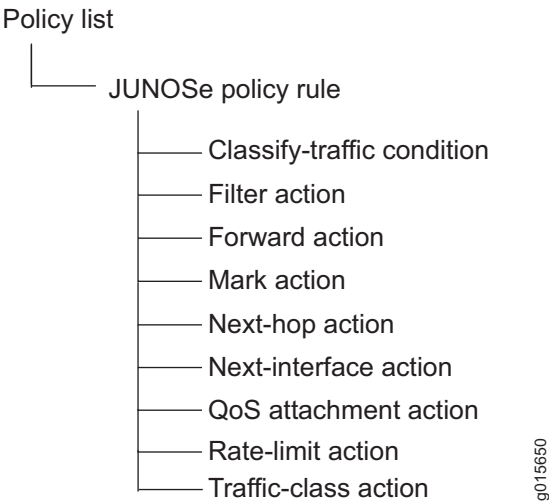 Policy list
JUNOSe policy rule
Classify-traffic condition
Filter action
Forward action
Mark action
Next-hop action
Next-interface action
QoS attachment action
Rate-limit action
Traffic-class action
g015650